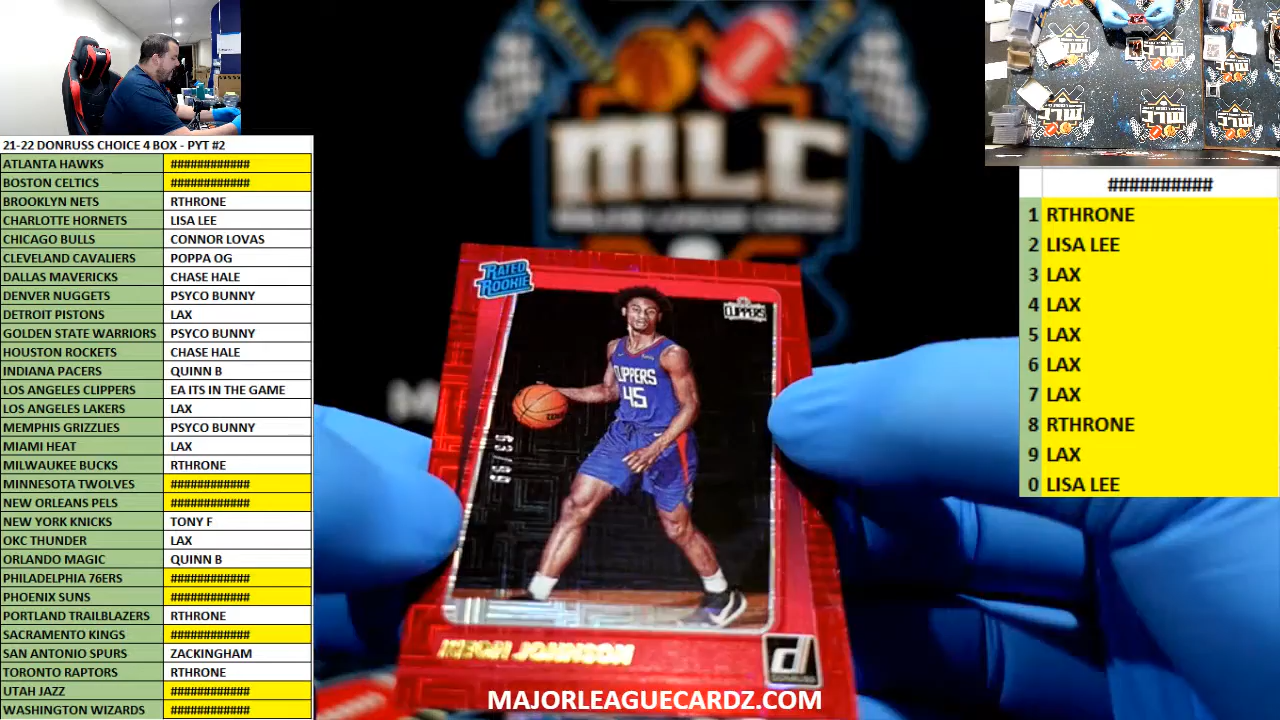 21-22 DONRUSS CHOICE 4 BOX - PYT #2
ATLANTA HAWKS ############
BOSTON CELTICS ############
BROOKLYN NETS RTHRONE
CHARLOTTE HORNETS LISA LEE
CHICAGO BULLS CONNOR LOVAS
CLEVELAND CAVALIERS POPPA OG
DALLAS MAVERICKS CHASE HALE
DENVER NUGGETS PSYCO BUNNY
DETROIT PISTONS LAX
GOLDEN STATE WARRIORS PSYCO BUNNY
HOUSTON ROCKETS CHASE HALE
INDIANA PACERS QUINN B
LOS ANGELES CLIPPERS EA ITS IN THE GAME
LOS ANGELES LAKERS LAX
MEMPHIS GRIZZLIES PSYCO BUNNY
MIAMI HEAT LAX
MILWAUKEE BUCKS RTHRONE
MINNESOTA TWOLVES ############
NEW ORLEANS PELS ############
NEW YORK KNICKS TONY F
OKC THUNDER LAX
ORLANDO MAGIC QUINN B
PHILADELPHIA 76ERS ############
PHOENIX SUNS ############
PORTLAND TRAILBLAZERS RTHRONE
SACRAMENTO KINGS ############
SAN ANTONIO SPURS ZACKINGHAM
TORONTO RAPTORS RTHRONE
UTAH JAZZ ############
WASHINGTON WIZARDS ############
MLC
RATED
ROOKIE
CLIPPERS
CLIPPERS
45
JOHNSON
d
DONRUSS
MAJORLEAGUECARDZ.COM
##########
1 RTHRONE
2 LISA LEE
3 LAX
4 LAX
5 LAX
6 LAX
7 LAX
8 RTHRONE
9 LAX
0 LISA LEE